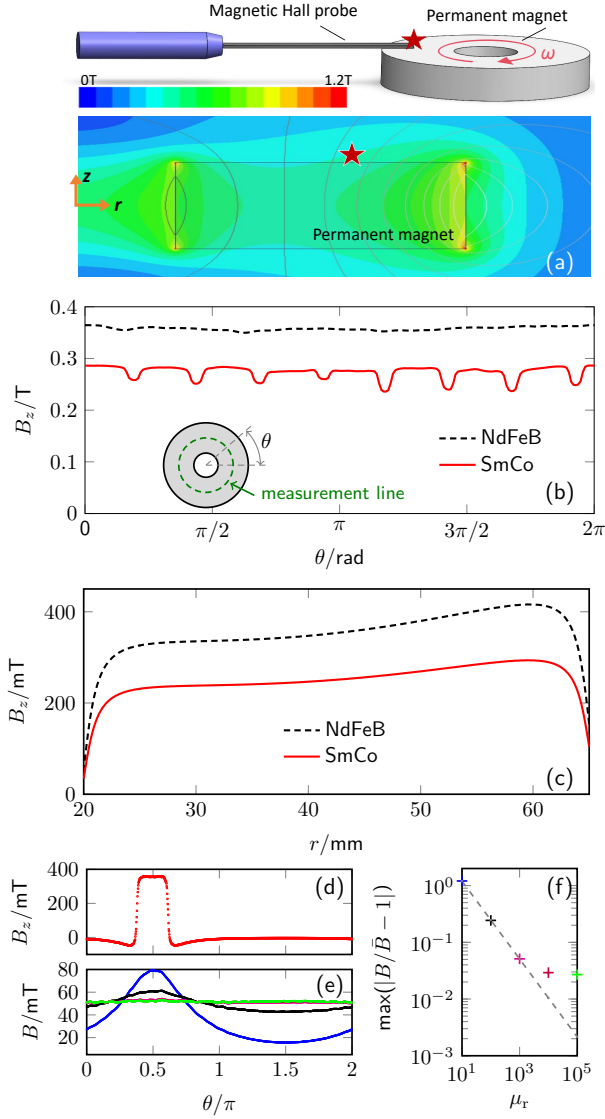 Magnetic Hall probe
Permanent magnet
ω
0T
1.2T
z
r
Permanent magnet
(a)
0.4
0.3
0.2
0.1
0
B_z/T
θ
NdFeB
SmCo
measurement line
(b)
0
π/2
π
3π/2
2π
θ/rad
400
200
0
B_z/mT
NdFeB
SmCo
(c)
20
30
40
50
60
r/mm
400
200
0
B_z/mT
(d)
80
60
40
20
B/mT
(e)
0
0.5
1
1.5
2
θ/π
10^0
10^−1
10^−2
10^−3
max(|B/B̄ − 1|)
(f)
10^1
10^3
10^5
μ_r